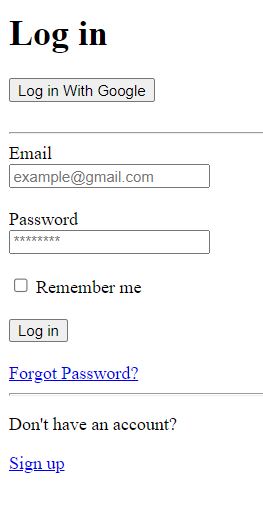 Log in
Log in With Google
Email
example@gmail.com
Password
********
Remember me
Log in
Forgot Password?
Don't have an account?
Sign up